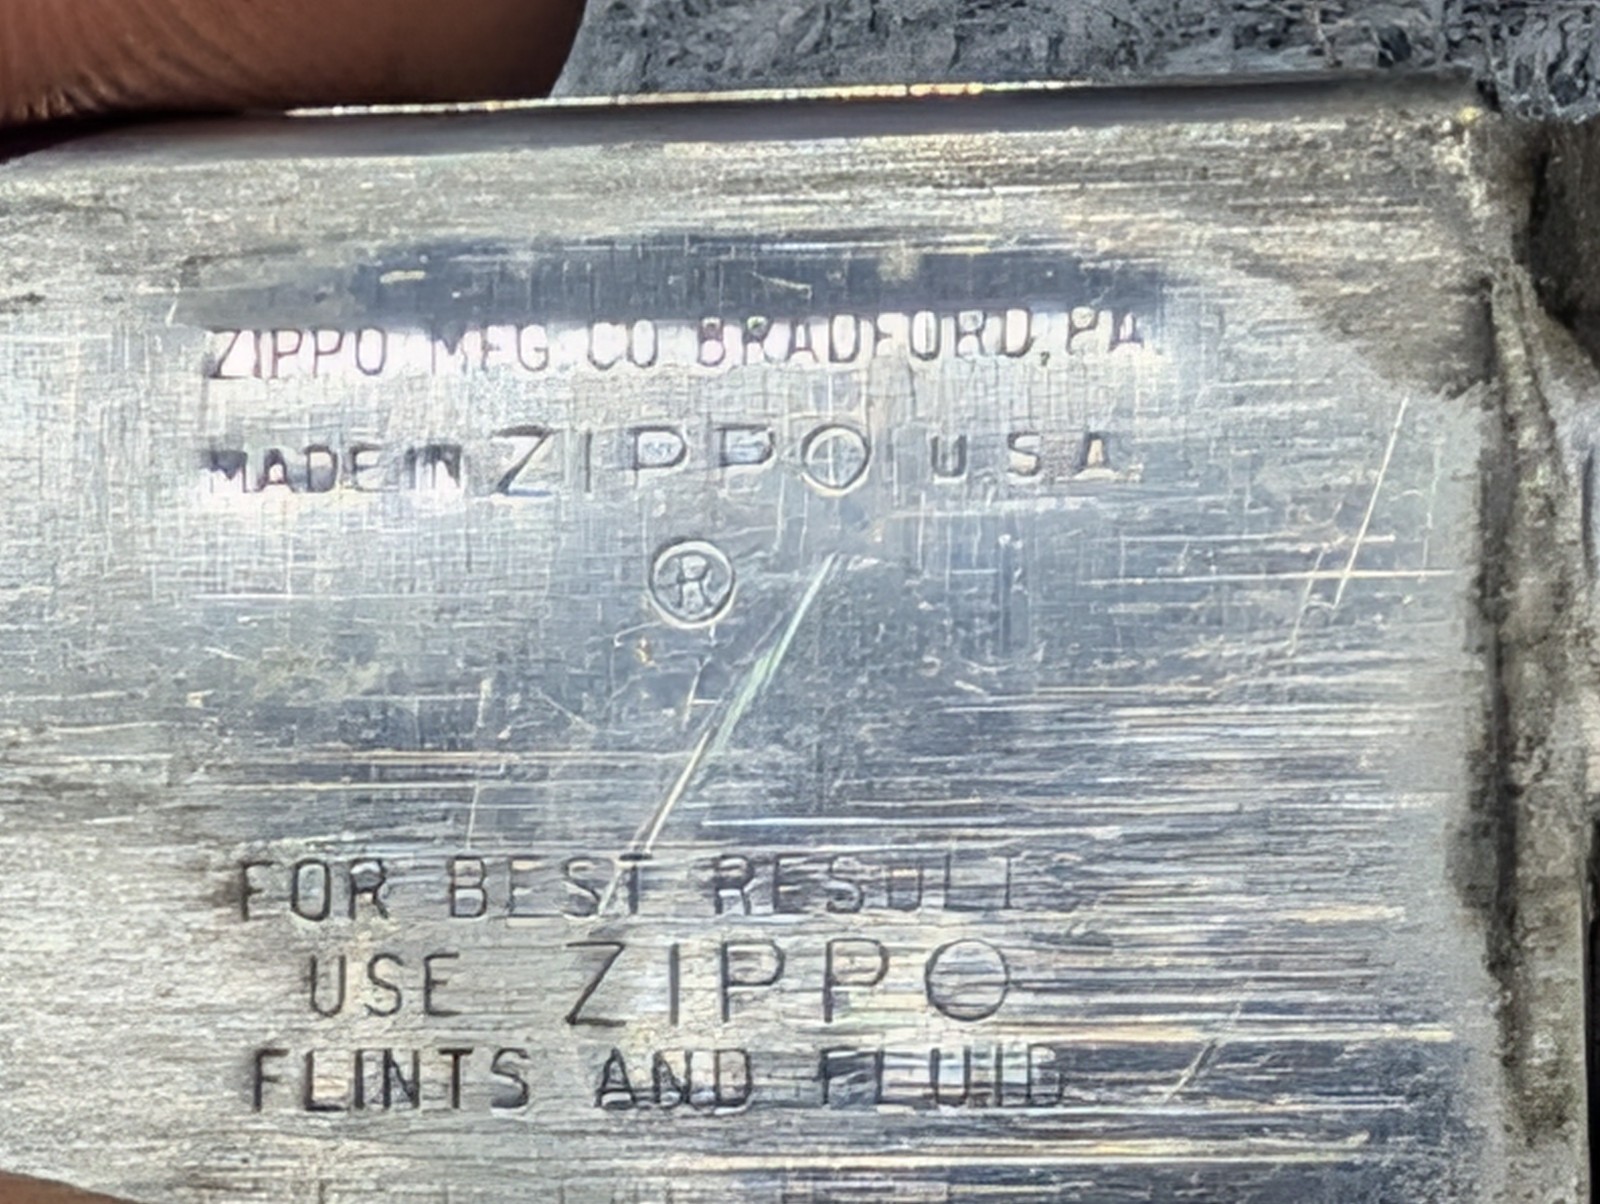 ZIPPO MFG. CO BRADFORD, PA.
MADE IN ZIPPO U.S.A.
®
FOR BEST RESULTS
USE ZIPPO
FLINTS AND FLUID